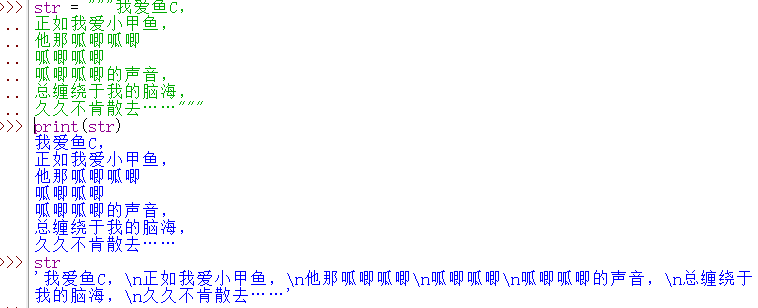 >>> str = """我爱鱼C,
.. 正如我爱小甲鱼,
.. 他那呱唧呱唧
.. 呱唧呱唧
.. 呱唧呱唧的声音,
.. 总缠绕于我的脑海,
.. 久久不肯散去……"""
>>> print(str)
我爱鱼C,
正如我爱小甲鱼,
他那呱唧呱唧
呱唧呱唧
呱唧呱唧的声音,
总缠绕于我的脑海,
久久不肯散去……
>>> str
'我爱鱼C，\n正如我爱小甲鱼，\n他那呱唧呱唧\n呱唧呱唧\n呱唧呱唧的声音，\n总缠绕于
我的脑海，\n久久不肯散去……'